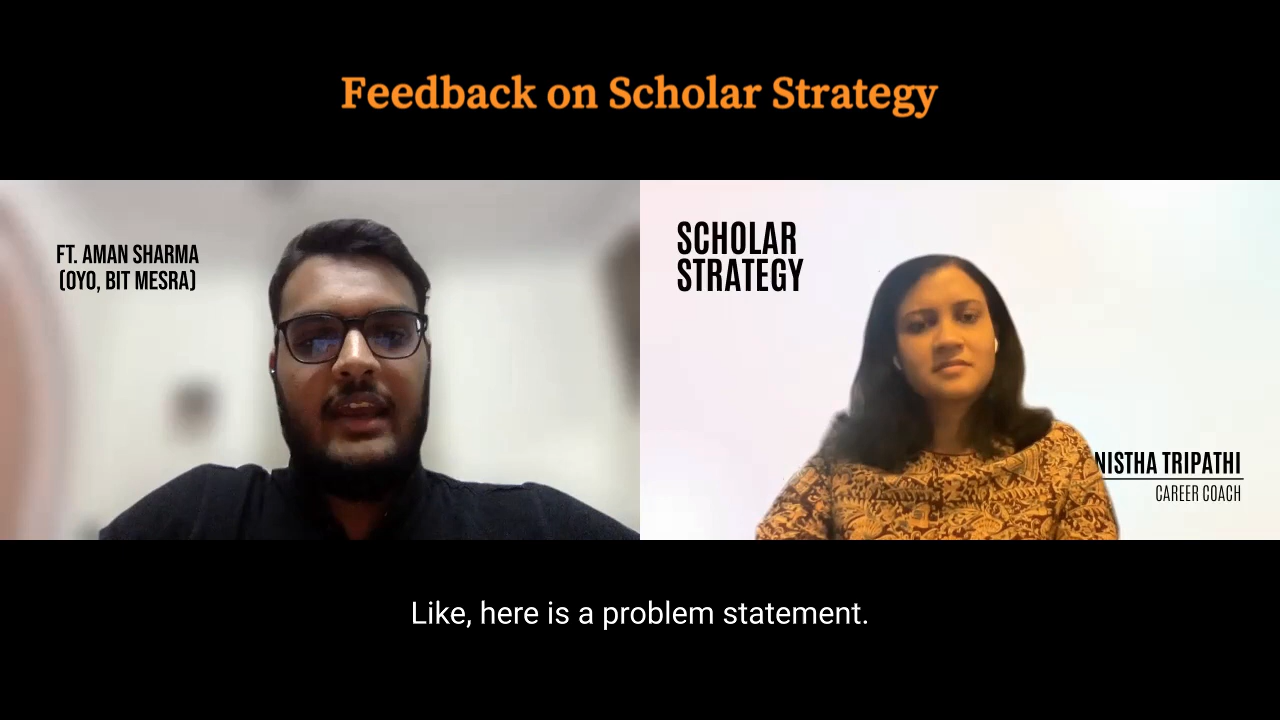 Feedback on Scholar Strategy
FT. AMAN SHARMA
(OYO, BIT MESRA)
SCHOLAR
STRATEGY
NISTHA TRIPATHI
CAREER COACH
Like, here is a problem statement.